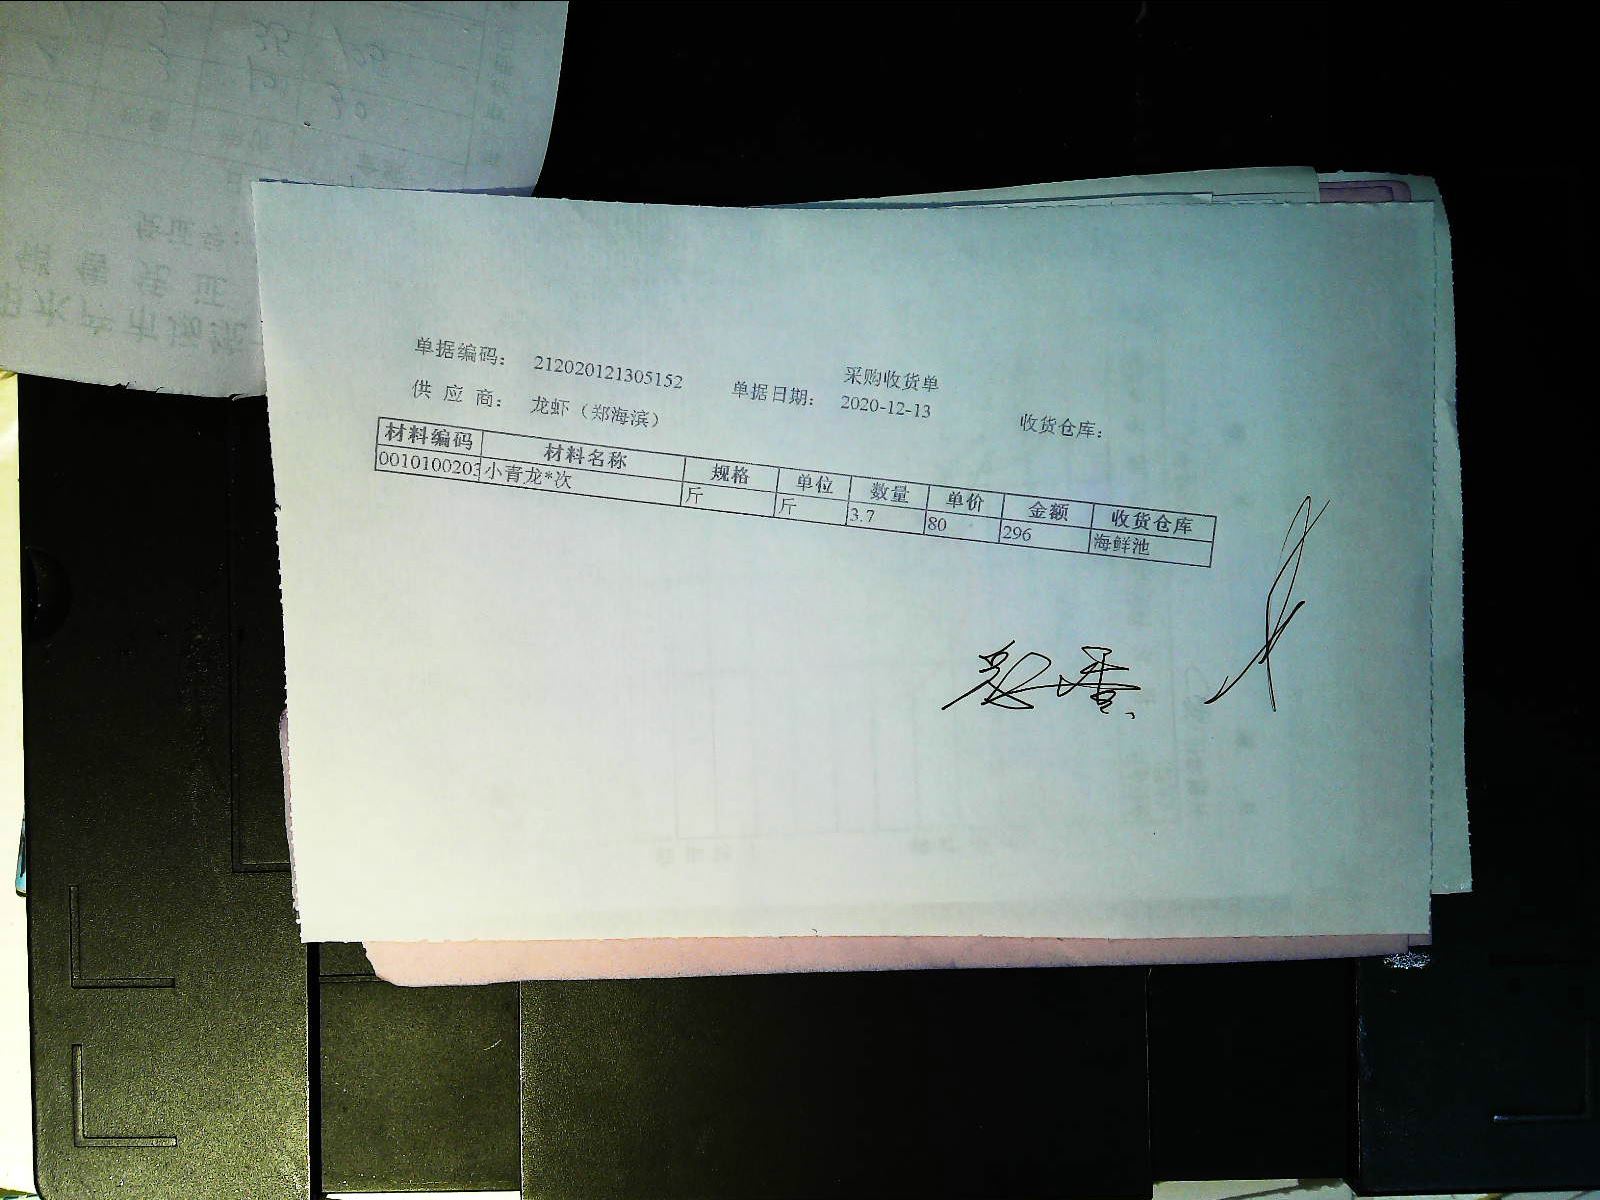 采购收货单
单据编码： 212020121305152 单据日期： 2020-12-13 收货仓库：
供 应 商： 龙虾（郑海滨）
材料编码 材料名称 规格 单位 数量 单价 金额 收货仓库
0010100203 小青龙*次 斤 斤 3.7 80 296 海鲜池